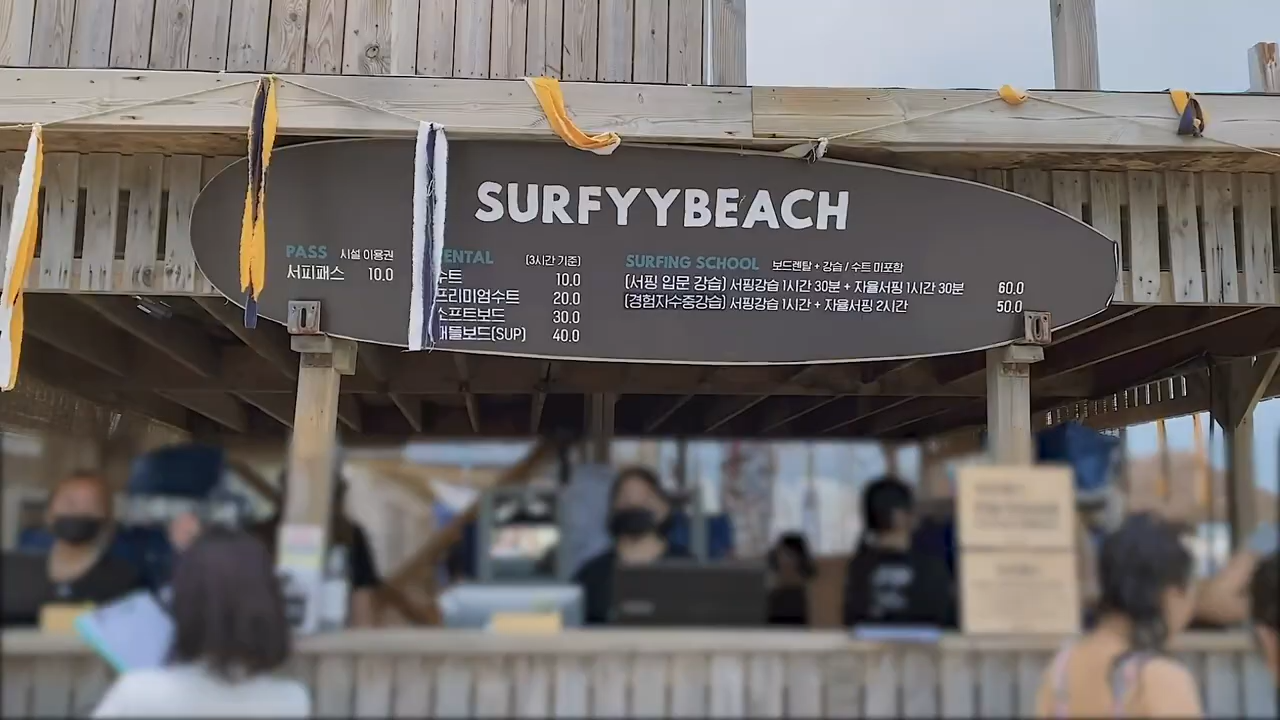 SURFYYBEACH
PASS 시설 이용권
서피패스 10.0
ENTAL (3시간 기준)
수트 10.0
프리미엄수트 20.0
소프트보드 30.0
패들보드(SUP) 40.0
SURFING SCHOOL 보드렌탈 + 강습 / 수트 미포함
(서핑 입문 강습) 서핑강습 1시간 30분 + 자율서핑 1시간 30분 60.0
(경험자수중강습) 서핑강습 1시간 + 자율서핑 2시간 50.0